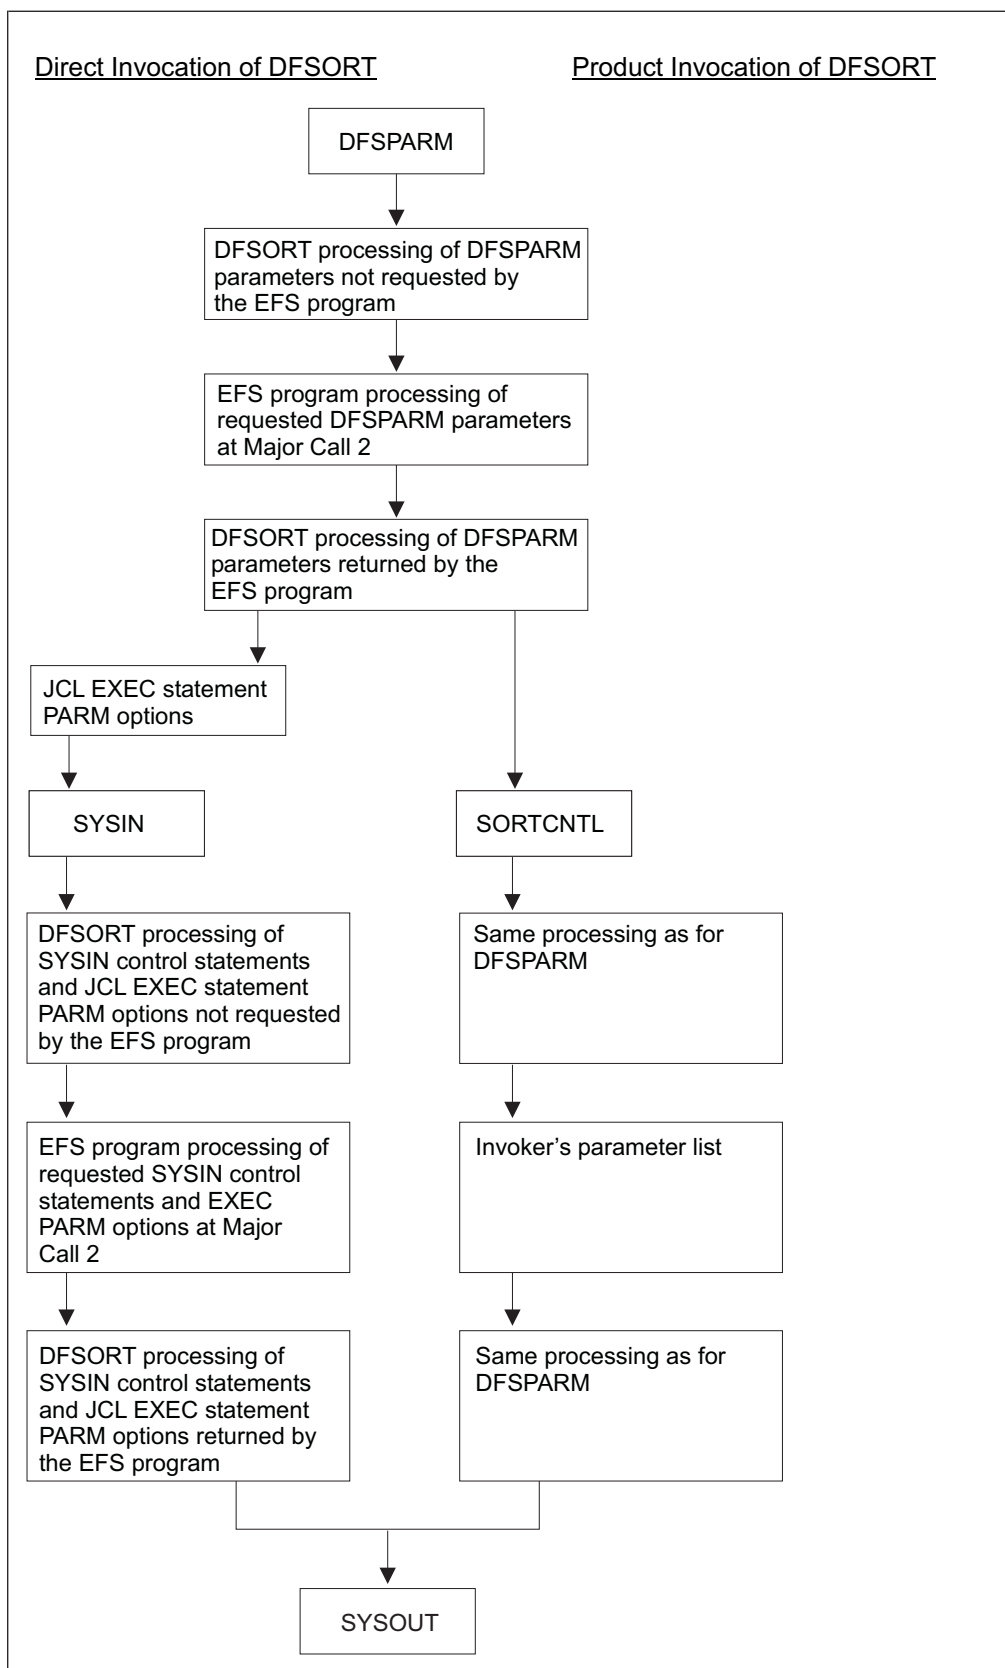 Direct Invocation of DFSORT
Product Invocation of DFSORT
DFSPARM
DFSORT processing of DFSPARM
parameters not requested by
the EFS program
EFS program processing of
requested DFSPARM parameters
at Major Call 2
DFSORT processing of DFSPARM
parameters returned by the
EFS program
JCL EXEC statement
PARM options
SYSIN
SORTCNTL
DFSORT processing of
SYSIN control statements
and JCL EXEC statement
PARM options not requested
by the EFS program
Same processing as for
DFSPARM
EFS program processing of
requested SYSIN control
statements and EXEC
PARM options at Major
Call 2
Invoker's parameter list
DFSORT processing of
SYSIN control statements
and JCL EXEC statement
PARM options returned by
the EFS program
Same processing as for
DFSPARM
SYSOUT